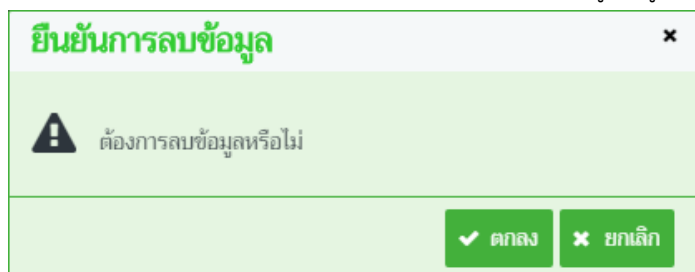 ยืนยันการลบข้อมูล
ต้องการลบข้อมูลหรือไม่
ตกลง ยกเลิก